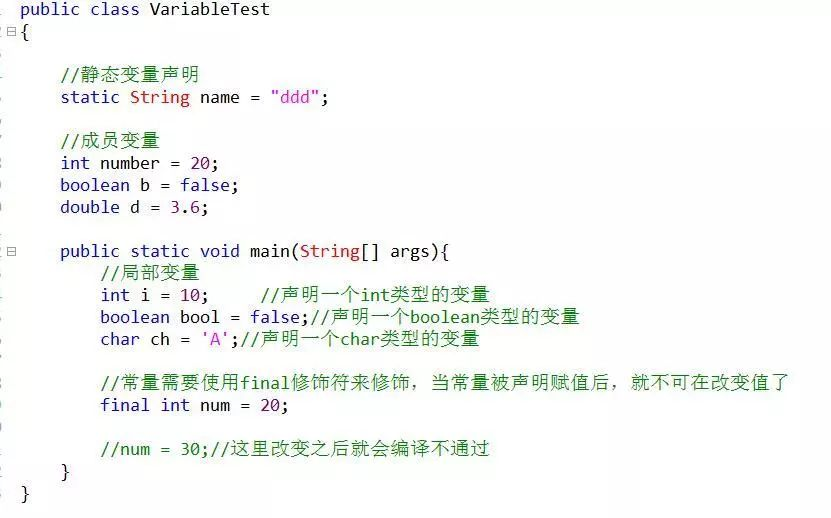 public class VariableTest
{
//静态变量声明
static String name = "ddd";
//成员变量
int number = 20;
boolean b = false;
double d = 3.6;
public static void main(String[] args){
//局部变量
int i = 10;     //声明一个int类型的变量
boolean bool = false;//声明一个boolean类型的变量
char ch = 'A';//声明一个char类型的变量
//常量需要使用final修饰符来修饰，当常量被声明赋值后，就不可在改变值了
final int num = 20;
//num = 30;//这里改变之后就会编译不通过
}
}